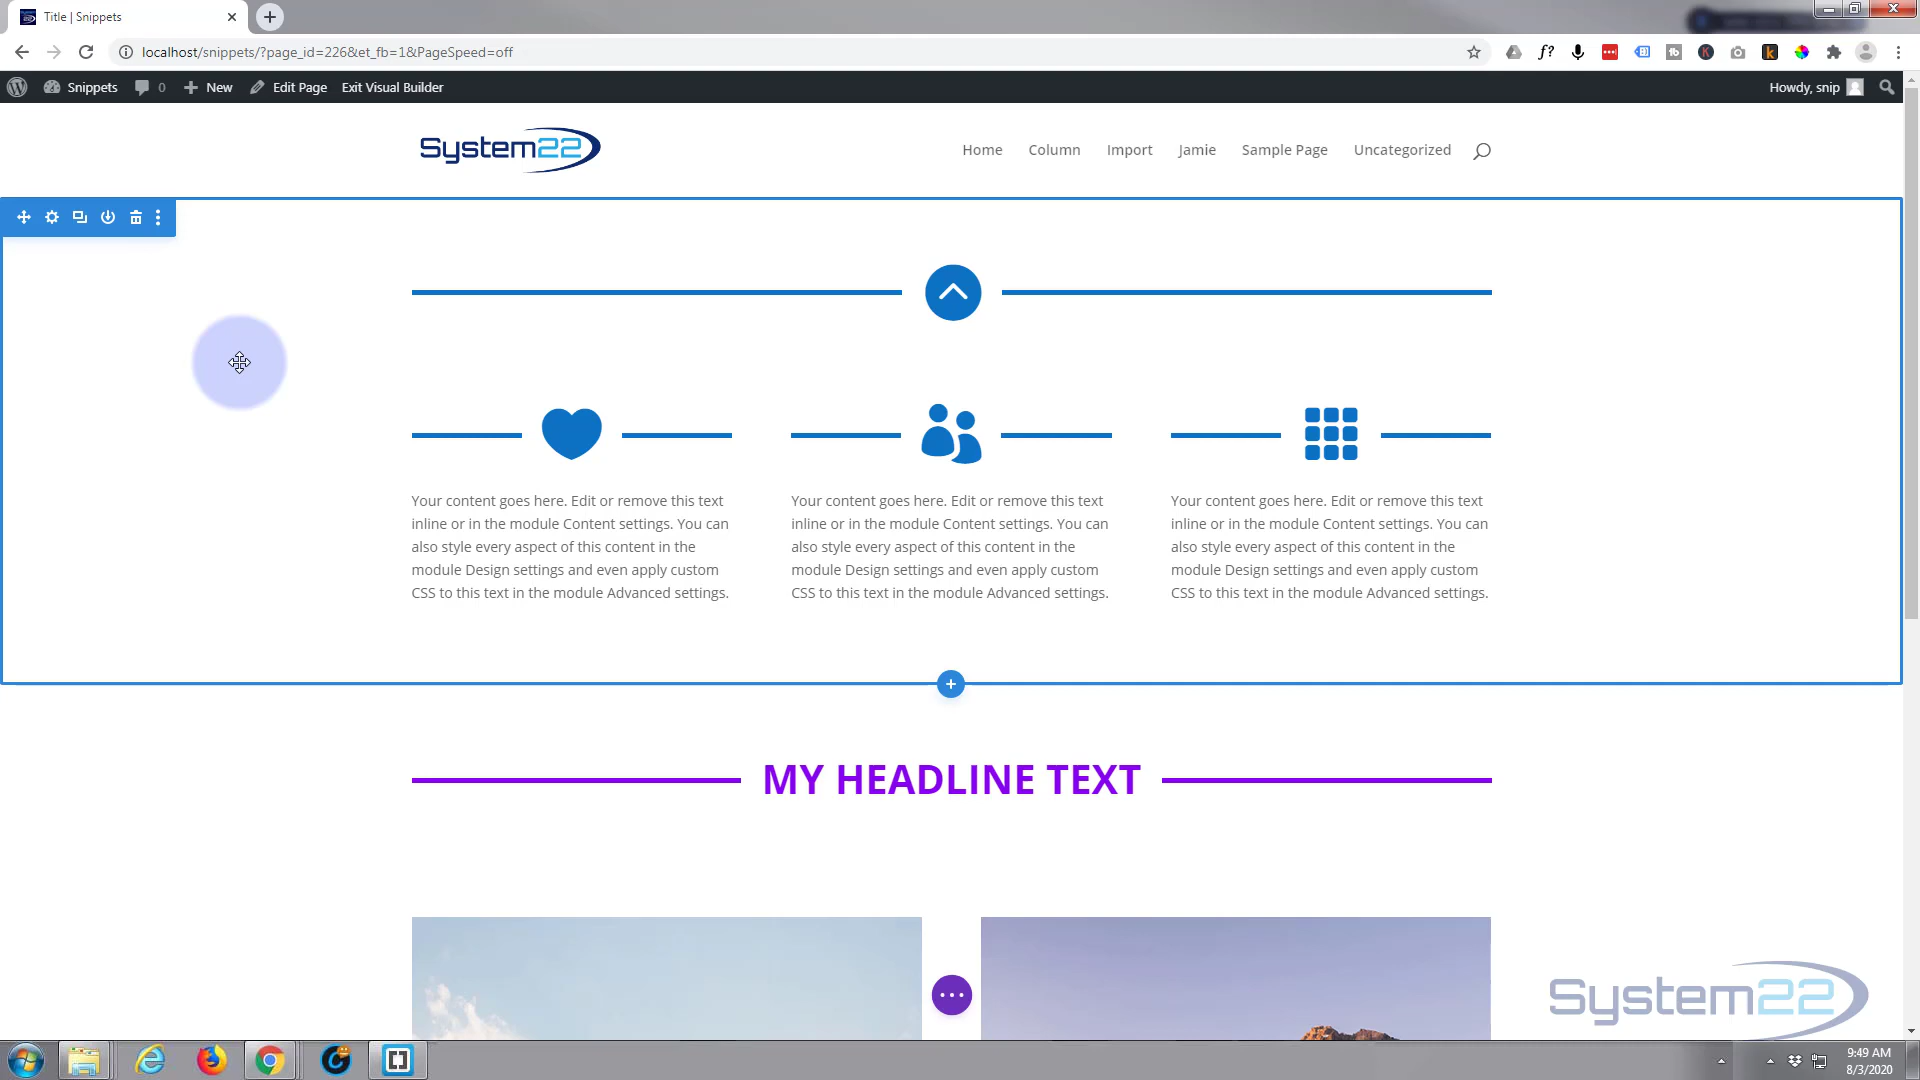 Title | Snippets
localhost/snippets/?page_id=226&et_fb=1&PageSpeed=off
Snippets 0 New Edit Page Exit Visual Builder Howdy, snip
System22 Home Column Import Jamie Sample Page Uncategorized
Your content goes here. Edit or remove this text
inline or in the module Content settings. You can
also style every aspect of this content in the
module Design settings and even apply custom
CSS to this text in the module Advanced settings.
Your content goes here. Edit or remove this text
inline or in the module Content settings. You can
also style every aspect of this content in the
module Design settings and even apply custom
CSS to this text in the module Advanced settings.
Your content goes here. Edit or remove this text
inline or in the module Content settings. You can
also style every aspect of this content in the
module Design settings and even apply custom
CSS to this text in the module Advanced settings.
MY HEADLINE TEXT
System22
9:49 AM
8/3/2020